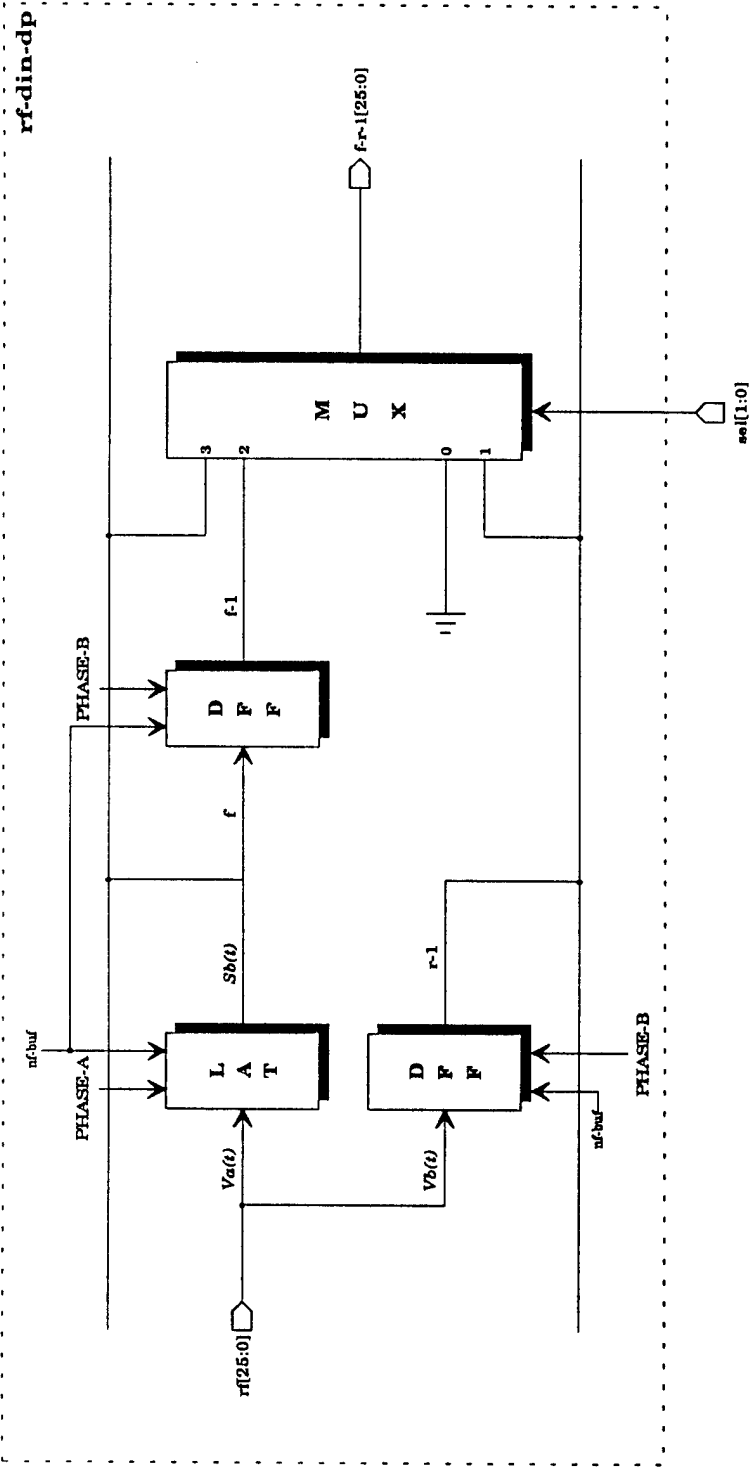 rf-din-dp
rf[25:0]
Va(t)
Vb(t)
nf-buf
PHASE-A
L A T
D F F
nf-buf
PHASE-B
Sb(t)
r-1
f
PHASE-B
D F F
f-1
3
2
0
1
M U X
sel[1:0]
f-r-1[25:0]